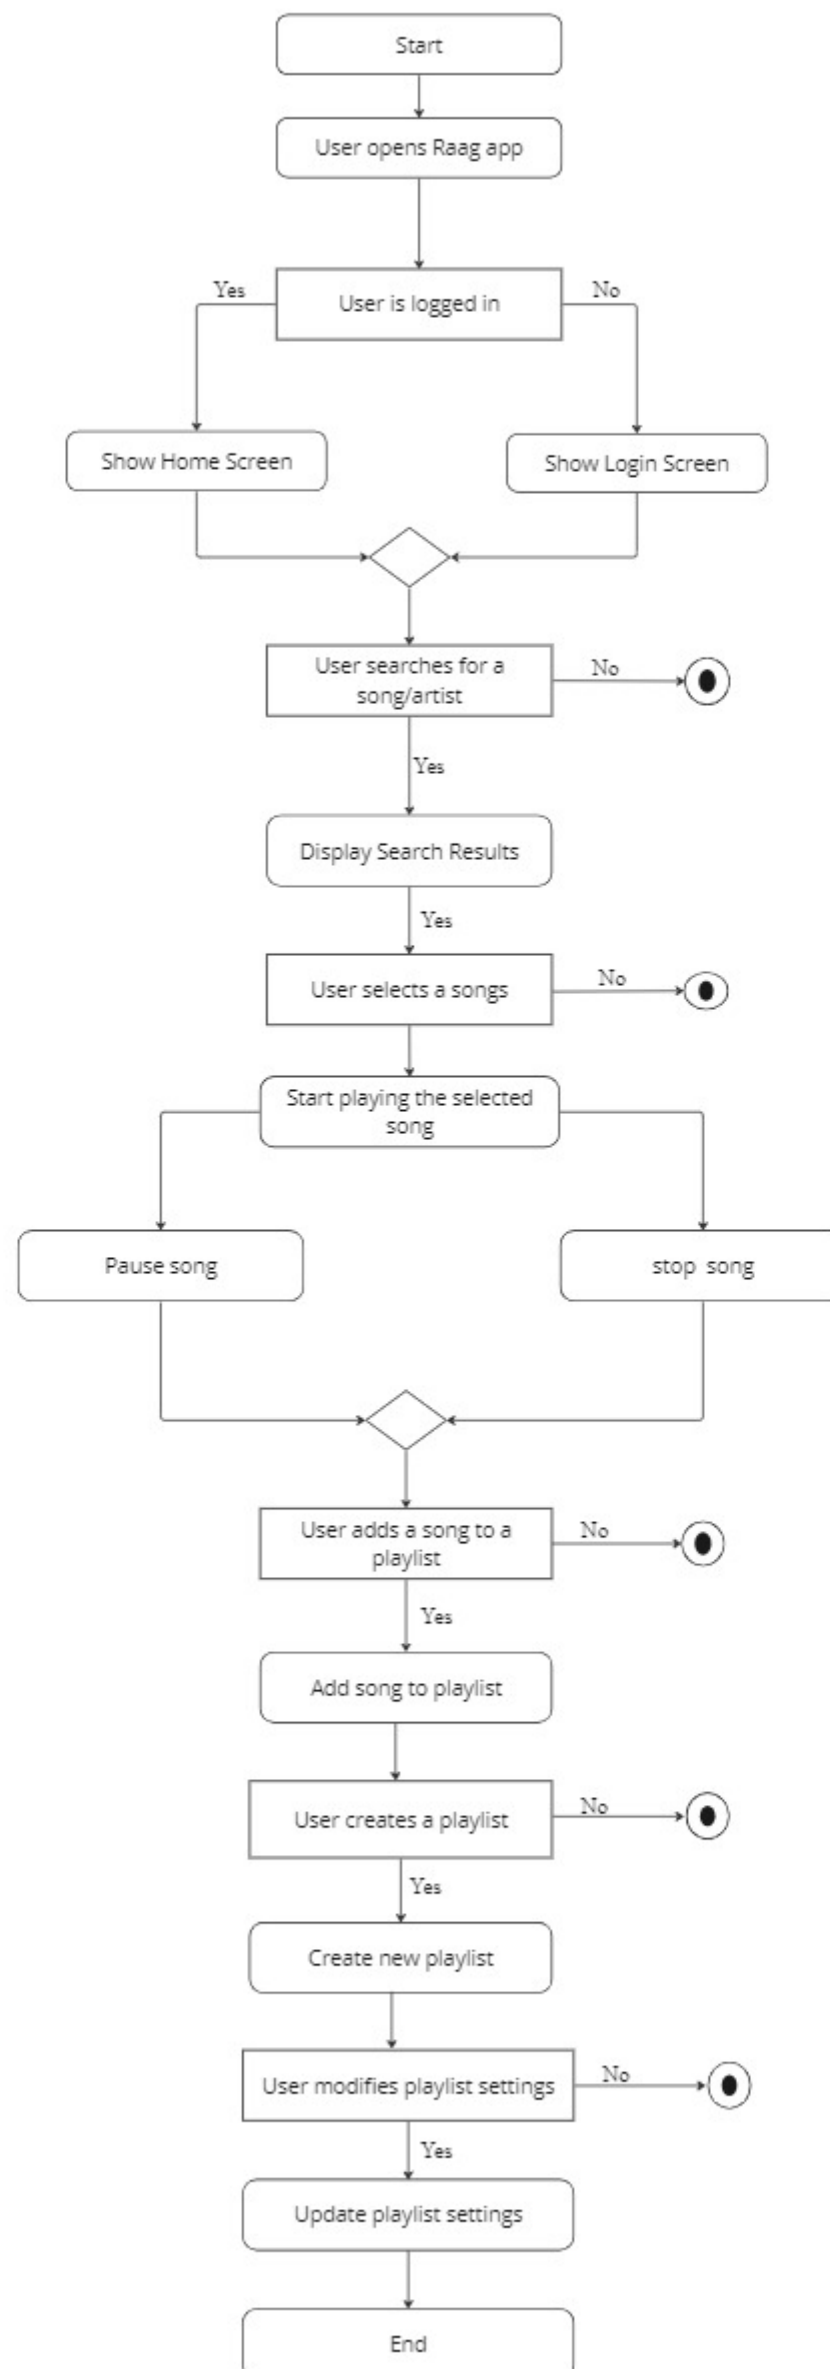 Start
User opens Raag app
Yes
No
User is logged in
Show Home Screen
Show Login Screen
User searches for a
song/artist
No
Yes
Display Search Results
Yes
User selects a songs
No
Start playing the selected
song
Pause song
stop song
User adds a song to a
playlist
No
Yes
Add song to playlist
User creates a playlist
No
Yes
Create new playlist
User modifies playlist settings
No
Yes
Update playlist settings
End